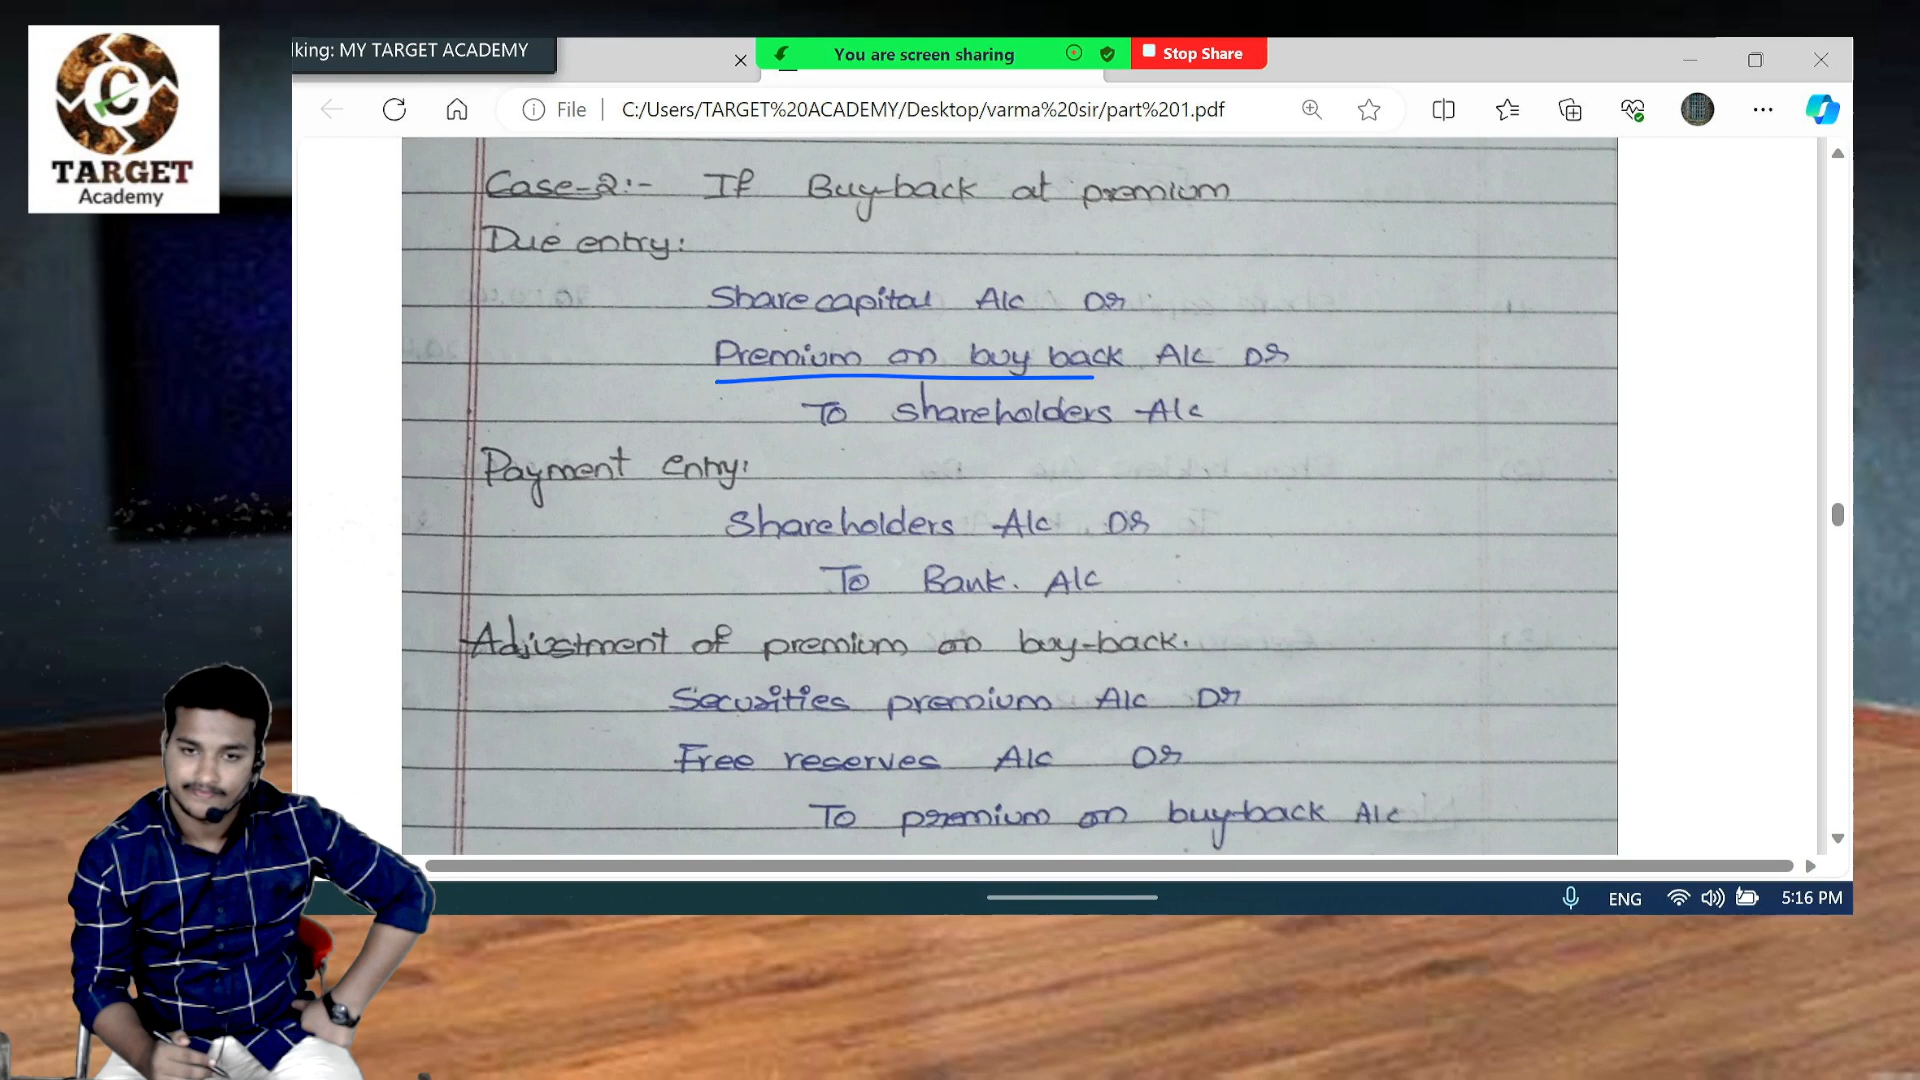 TARGET
Academy
lking: MY TARGET ACADEMY
You are screen sharing
Stop Share
File
C:/Users/TARGET%20ACADEMY/Desktop/varma%20sir/part%201.pdf
Case-2:- If Buy-back at premium
Due entry:
Share capital A/c Dr
Premium on buy back A/c Dr
To shareholders A/c
Payment entry:
Shareholders A/c Dr
To Bank. A/c
Adjustment of premium on buy-back.
Securities premium A/c Dr
Free reserves A/c Dr
To premium on buy-back A/c
ENG
5:16 PM